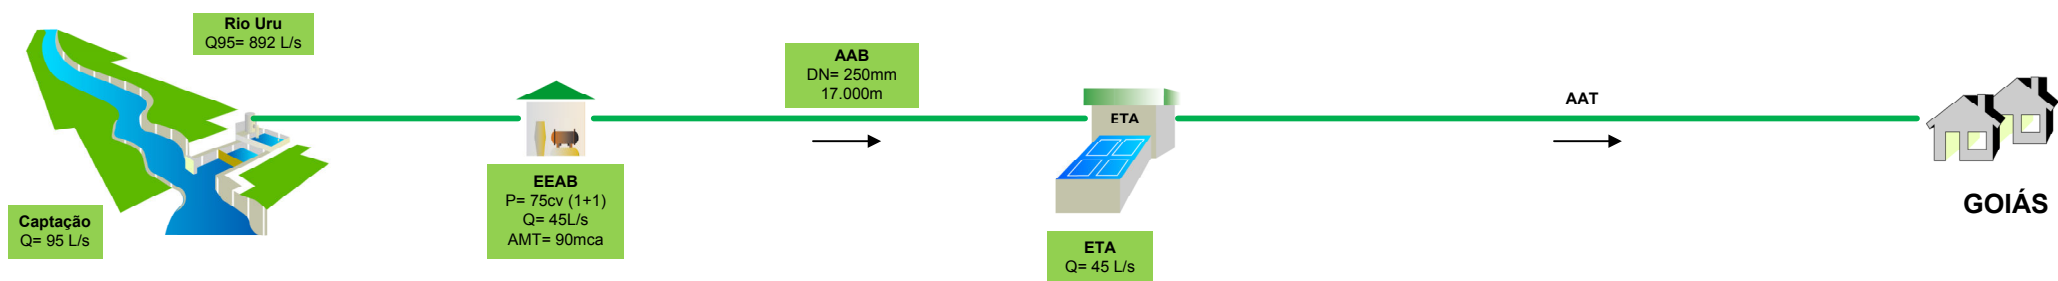 Rio Uru
Q95= 892 L/s
Captação
Q= 95 L/s
EEAB
P= 75cv (1+1)
Q= 45L/s
AMT= 90mca
AAB
DN= 250mm
17.000m
ETA
ETA
Q= 45 L/s
AAT
GOIÁS